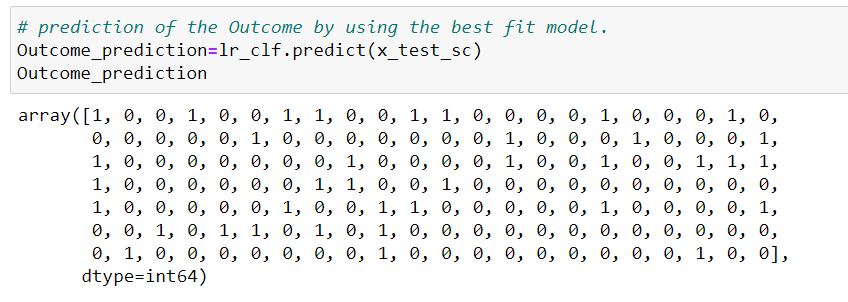 # prediction of the Outcome by using the best fit model.
Outcome_prediction=lr_clf.predict(x_test_sc)
Outcome_prediction
array([1, 0, 0, 1, 0, 0, 1, 1, 0, 0, 1, 1, 0, 0, 0, 0, 1, 0, 0, 0, 1, 0,
0, 0, 0, 0, 0, 1, 0, 0, 0, 0, 0, 0, 0, 1, 0, 0, 0, 1, 0, 0, 0, 1,
1, 0, 0, 0, 0, 0, 0, 0, 1, 0, 0, 0, 0, 1, 0, 0, 1, 0, 0, 1, 1, 1,
1, 0, 0, 0, 0, 0, 0, 1, 1, 0, 0, 1, 0, 0, 0, 0, 0, 0, 0, 0, 0, 0,
1, 0, 0, 0, 0, 0, 1, 0, 0, 1, 1, 0, 0, 0, 0, 0, 1, 0, 0, 0, 0, 1,
0, 0, 1, 0, 1, 1, 0, 1, 0, 1, 0, 0, 0, 0, 0, 0, 0, 0, 0, 0, 0, 0,
0, 1, 0, 0, 0, 0, 0, 0, 0, 1, 0, 0, 0, 0, 0, 0, 0, 0, 0, 1, 0, 0],
dtype=int64)